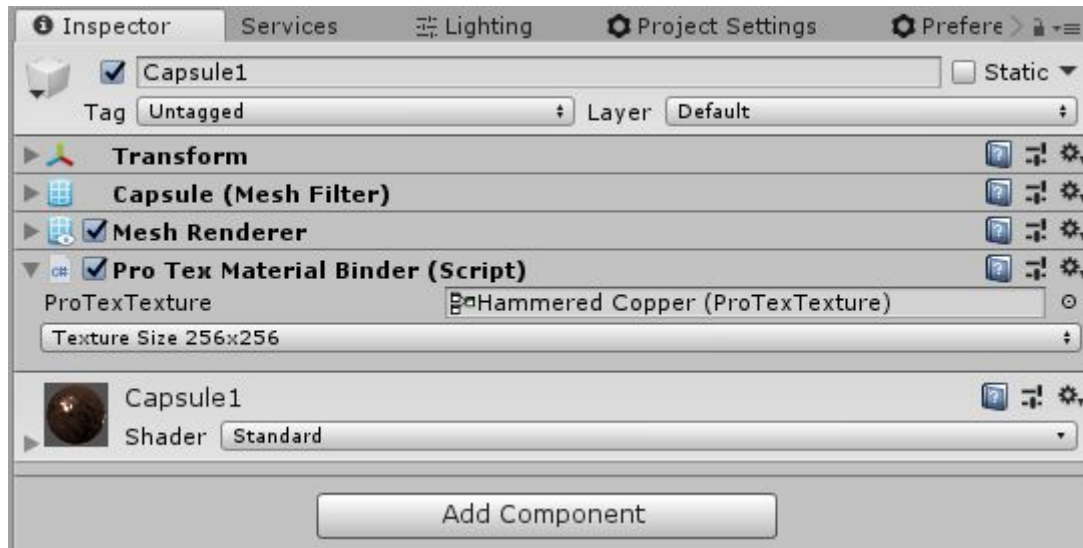 Inspector Services Lighting Project Settings Prefere
Capsule1 Static
Tag Untagged Layer Default
Transform
Capsule (Mesh Filter)
Mesh Renderer
c# Pro Tex Material Binder (Script)
ProTexTexture Hammered Copper (ProTexTexture)
Texture Size 256x256
Capsule1
Shader Standard
Add Component